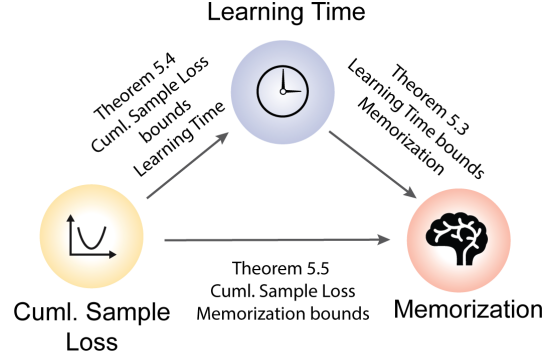 Learning Time
Theorem 5.4
Cuml. Sample Loss
bounds
Learning Time
Theorem 5.3
Learning Time bounds
Memorization
Theorem 5.5
Cuml. Sample Loss
Memorization bounds
Cuml. Sample
Loss
Memorization